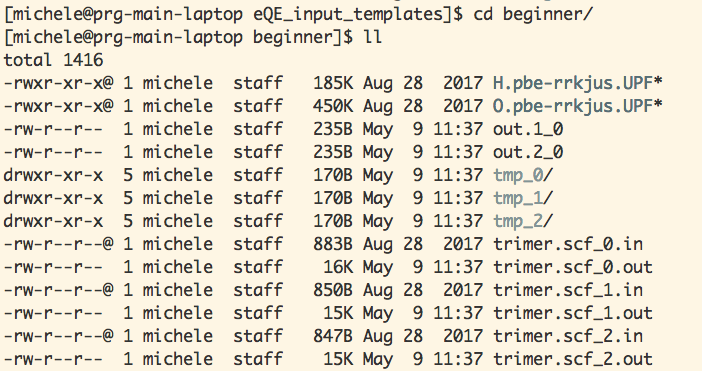 [michele@prg-main-laptop eQE_input_templates]$ cd beginner/
[michele@prg-main-laptop beginner]$ ll
total 1416
-rwxr-xr-x@ 1 michele  staff   185K Aug 28  2017 H.pbe-rrkjus.UPF*
-rwxr-xr-x@ 1 michele  staff   450K Aug 28  2017 O.pbe-rrkjus.UPF*
-rw-r--r--  1 michele  staff   235B May  9 11:37 out.1_0
-rw-r--r--  1 michele  staff   235B May  9 11:37 out.2_0
drwxr-xr-x  5 michele  staff   170B May  9 11:37 tmp_0/
drwxr-xr-x  5 michele  staff   170B May  9 11:37 tmp_1/
drwxr-xr-x  5 michele  staff   170B May  9 11:37 tmp_2/
-rw-r--r--@ 1 michele  staff   883B Aug 28  2017 trimer.scf_0.in
-rw-r--r--  1 michele  staff    16K May  9 11:37 trimer.scf_0.out
-rw-r--r--@ 1 michele  staff   850B Aug 28  2017 trimer.scf_1.in
-rw-r--r--  1 michele  staff    15K May  9 11:37 trimer.scf_1.out
-rw-r--r--@ 1 michele  staff   847B Aug 28  2017 trimer.scf_2.in
-rw-r--r--  1 michele  staff    15K May  9 11:37 trimer.scf_2.out